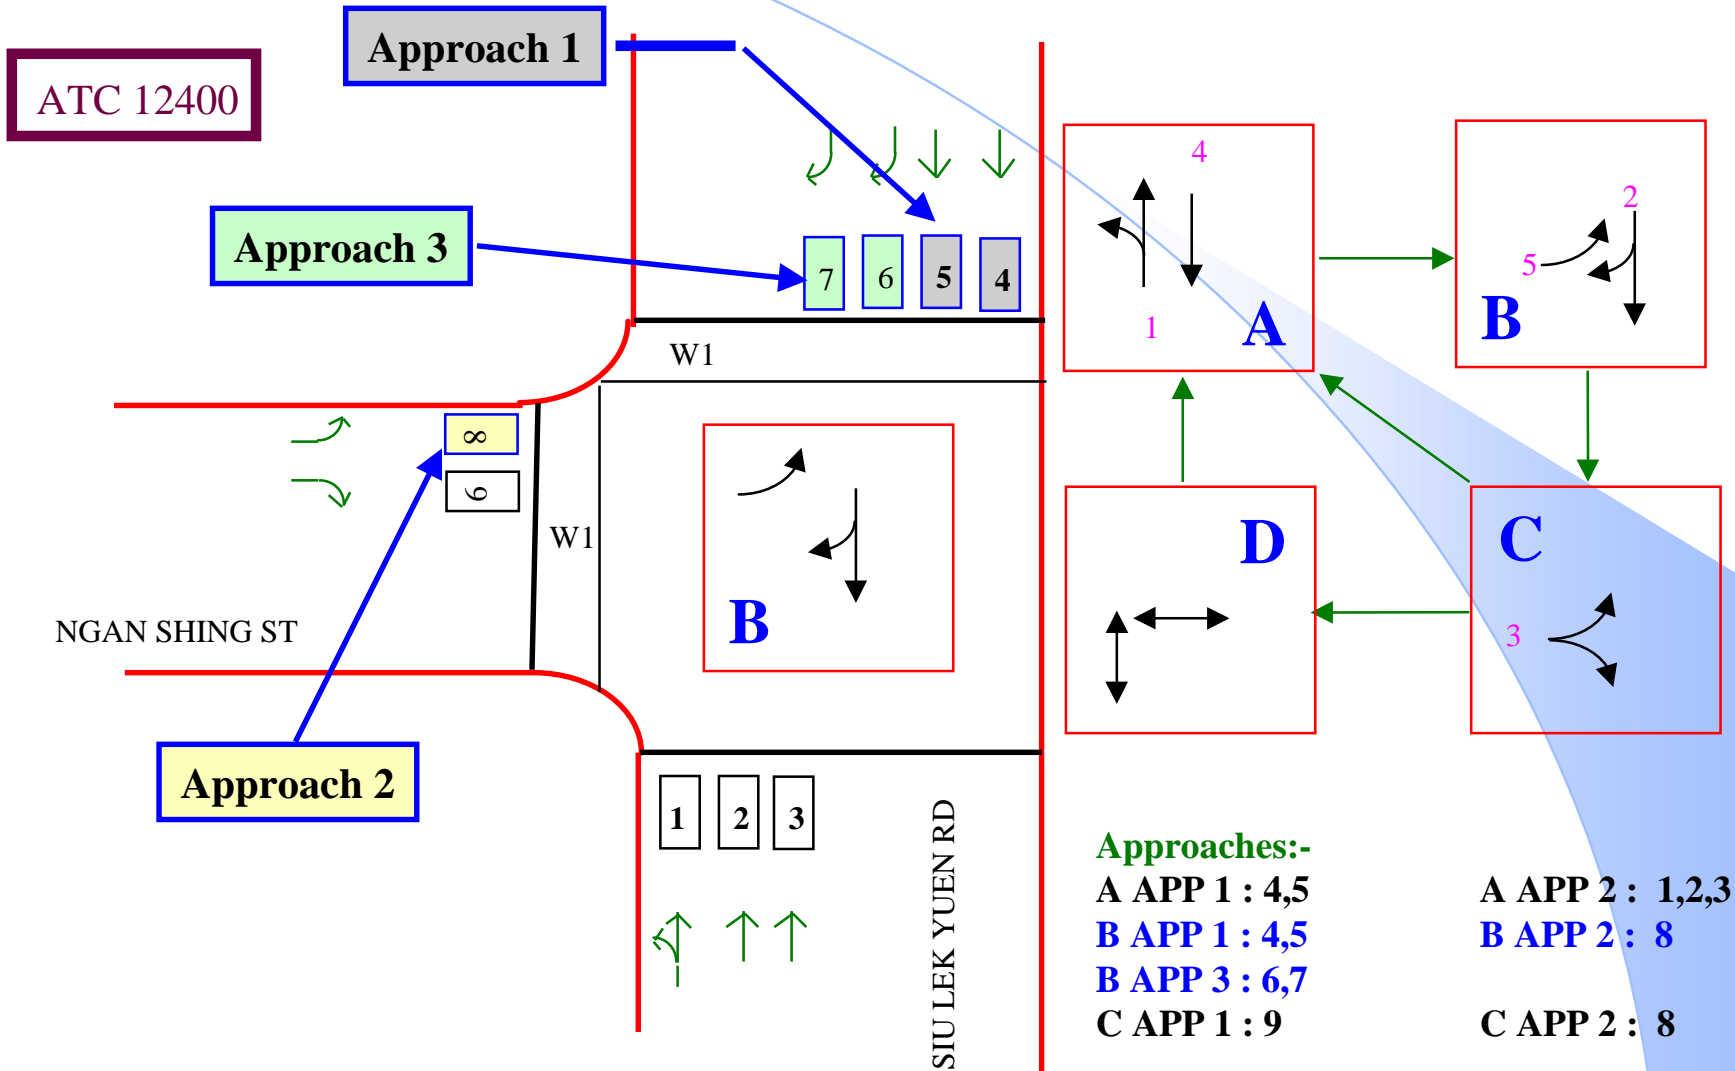 Approach 1
ATC 12400
Approach 3
7 6 5 4
W1
8
9
W1
NGAN SHING ST
B
Approach 2
1 2 3
SIU LEK YUEN RD
4
1
A
2
5
B
D
C
3
Approaches:-
A APP 1 : 4,5 A APP 2 : 1,2,3
B APP 1 : 4,5 B APP 2 : 8
B APP 3 : 6,7
C APP 1 : 9 C APP 2 : 8